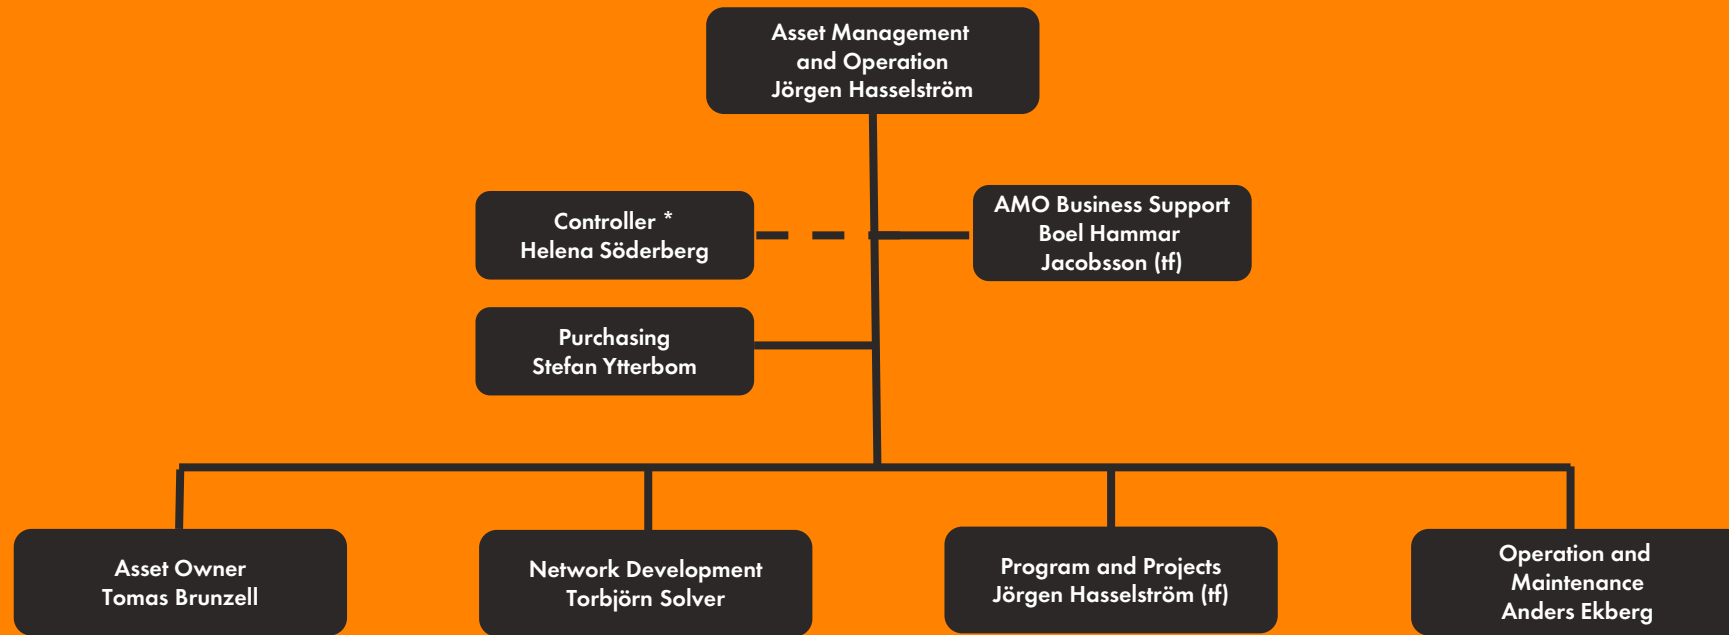 Asset Management
and Operation
Jörgen Hasselström
Controller *
Helena Söderberg
AMO Business Support
Boel Hammar
Jacobsson (tf)
Purchasing
Stefan Ytterbom
Asset Owner
Tomas Brunzell
Network Development
Torbjörn Solver
Program and Projects
Jörgen Hasselström (tf)
Operation and
Maintenance
Anders Ekberg